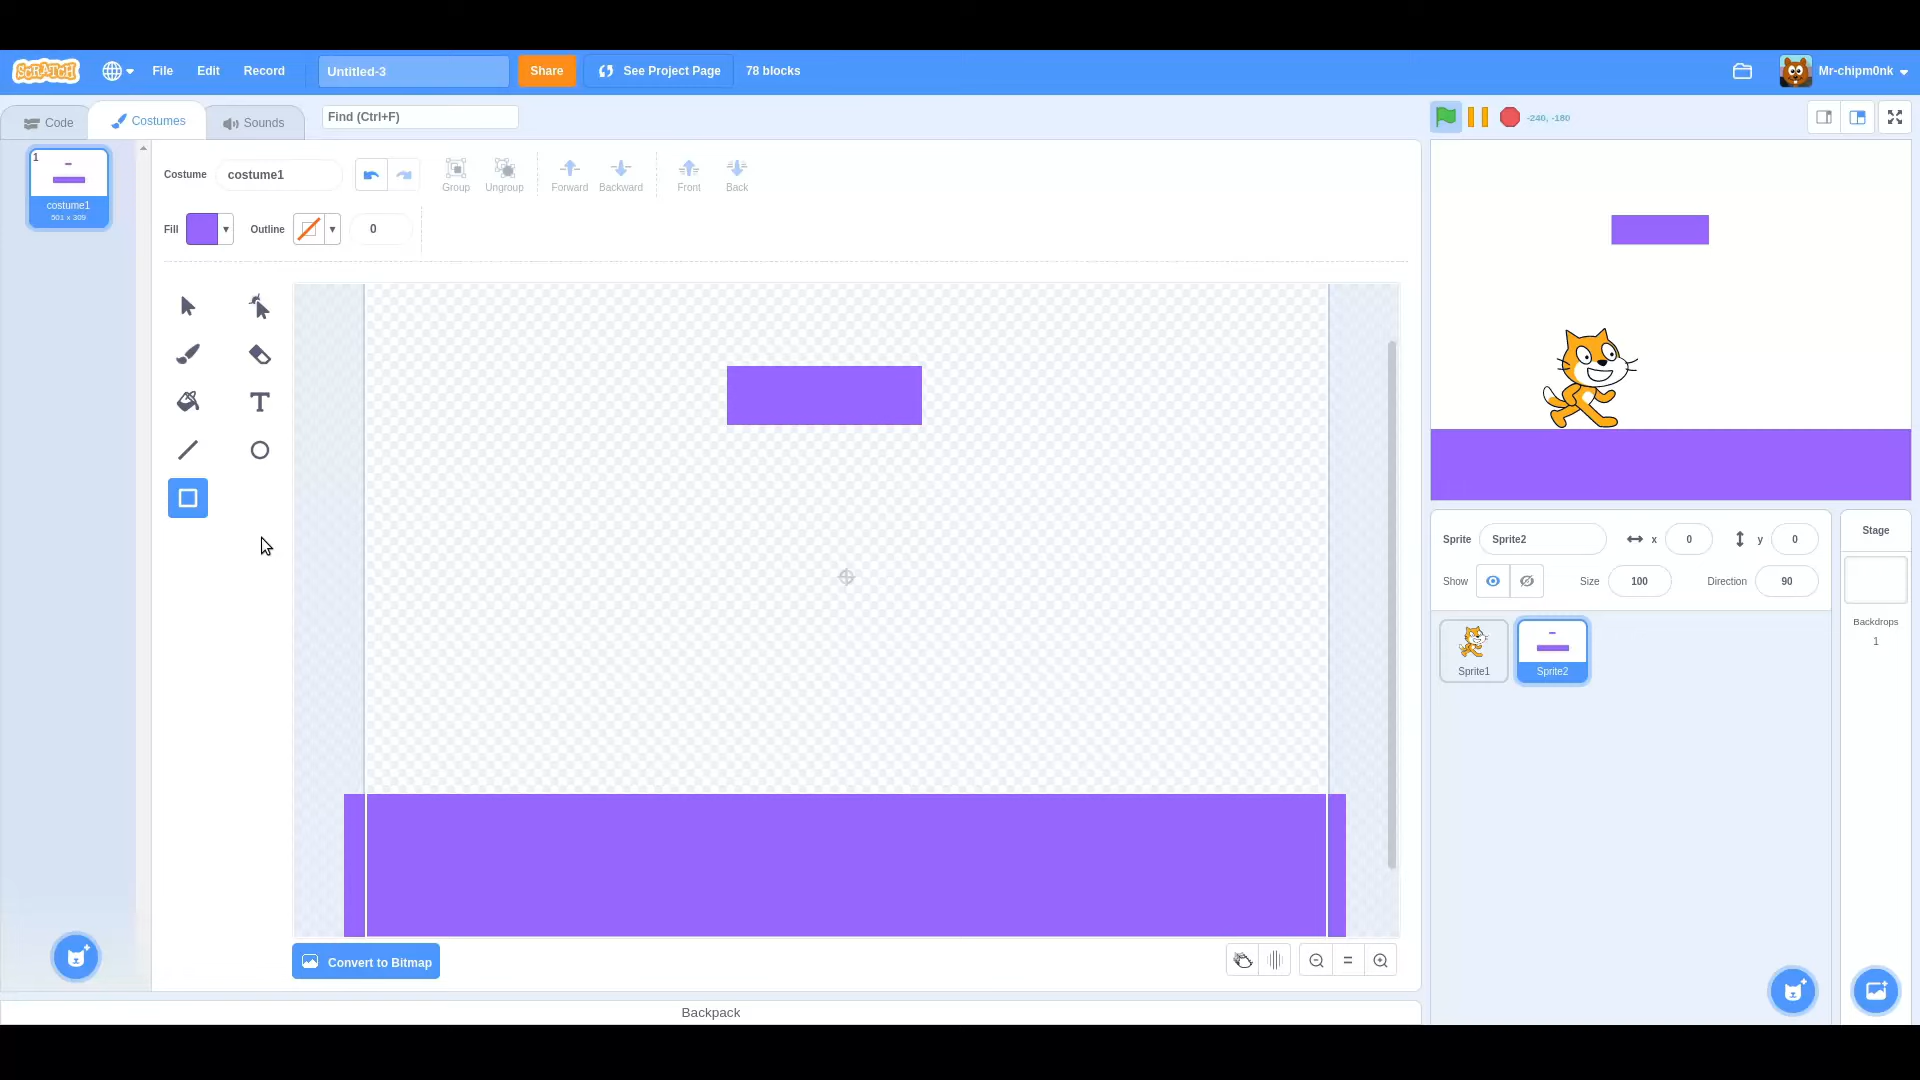 SCRATCH File Edit Record Untitled-3 Share See Project Page 78 blocks Mr-chipm0nk
Code Costumes Sounds Find (Ctrl+F) -240, -180
1
costume1
501 x 309
Costume costume1 Group Ungroup Forward Backward Front Back
Fill Outline 0
Convert to Bitmap
Backpack
Sprite Sprite2 x 0 y 0
Show Size 100 Direction 90
Sprite1 Sprite2
Stage
Backdrops
1